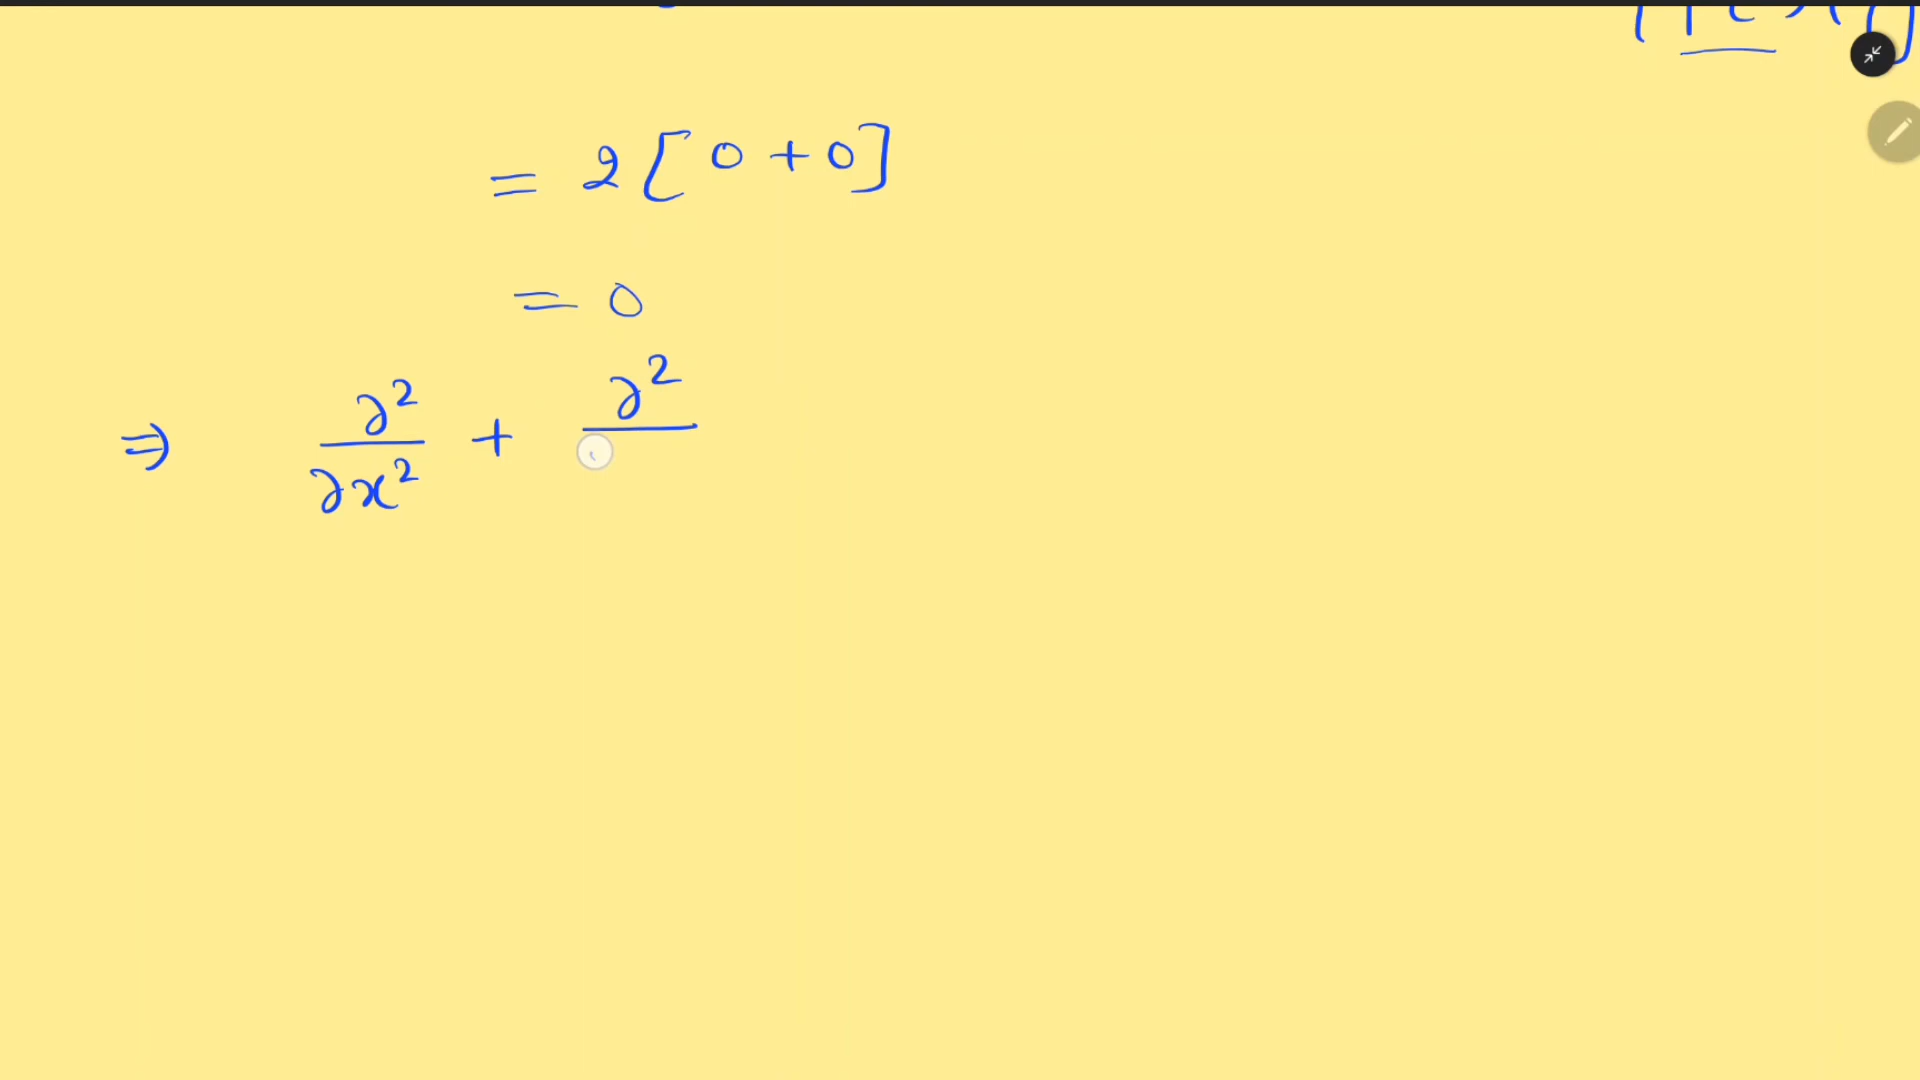 = 2 [ 0 + 0 ]
= 0
⇒ ∂²/∂x² + ∂²/